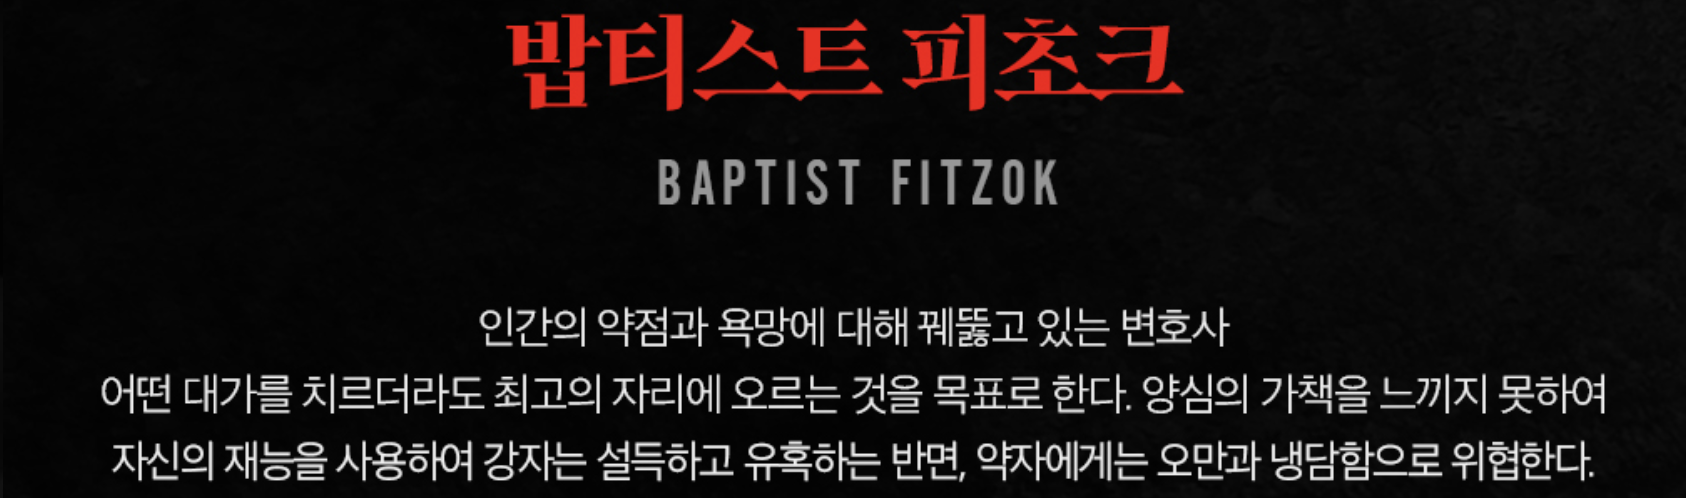 밥티스트 피초크
BAPTIST FITZOK
인간의 약점과 욕망에 대해 꿰뚫고 있는 변호사
어떤 대가를 치르더라도 최고의 자리에 오르는 것을 목표로 한다. 양심의 가책을 느끼지 못하여
자신의 재능을 사용하여 강자는 설득하고 유혹하는 반면, 약자에게는 오만과 냉담함으로 위협한다.